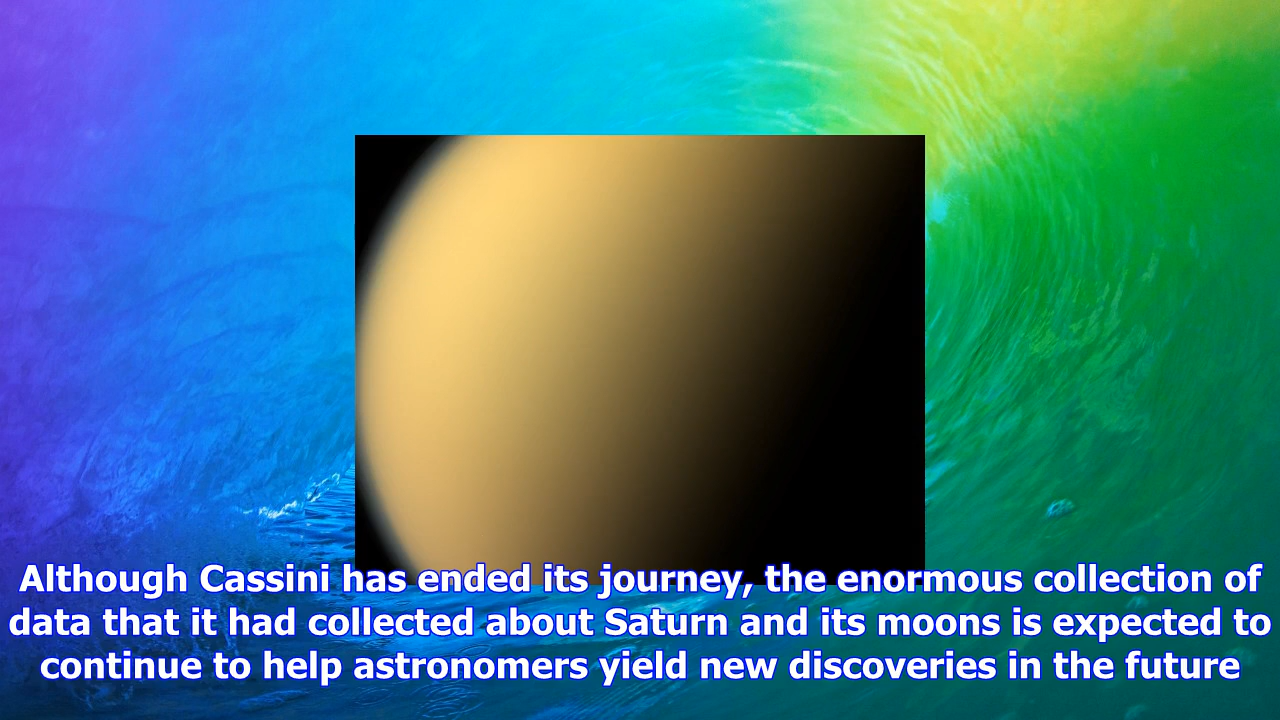 Although Cassini has ended its journey, the enormous collection of
data that it had collected about Saturn and its moons is expected to
continue to help astronomers yield new discoveries in the future